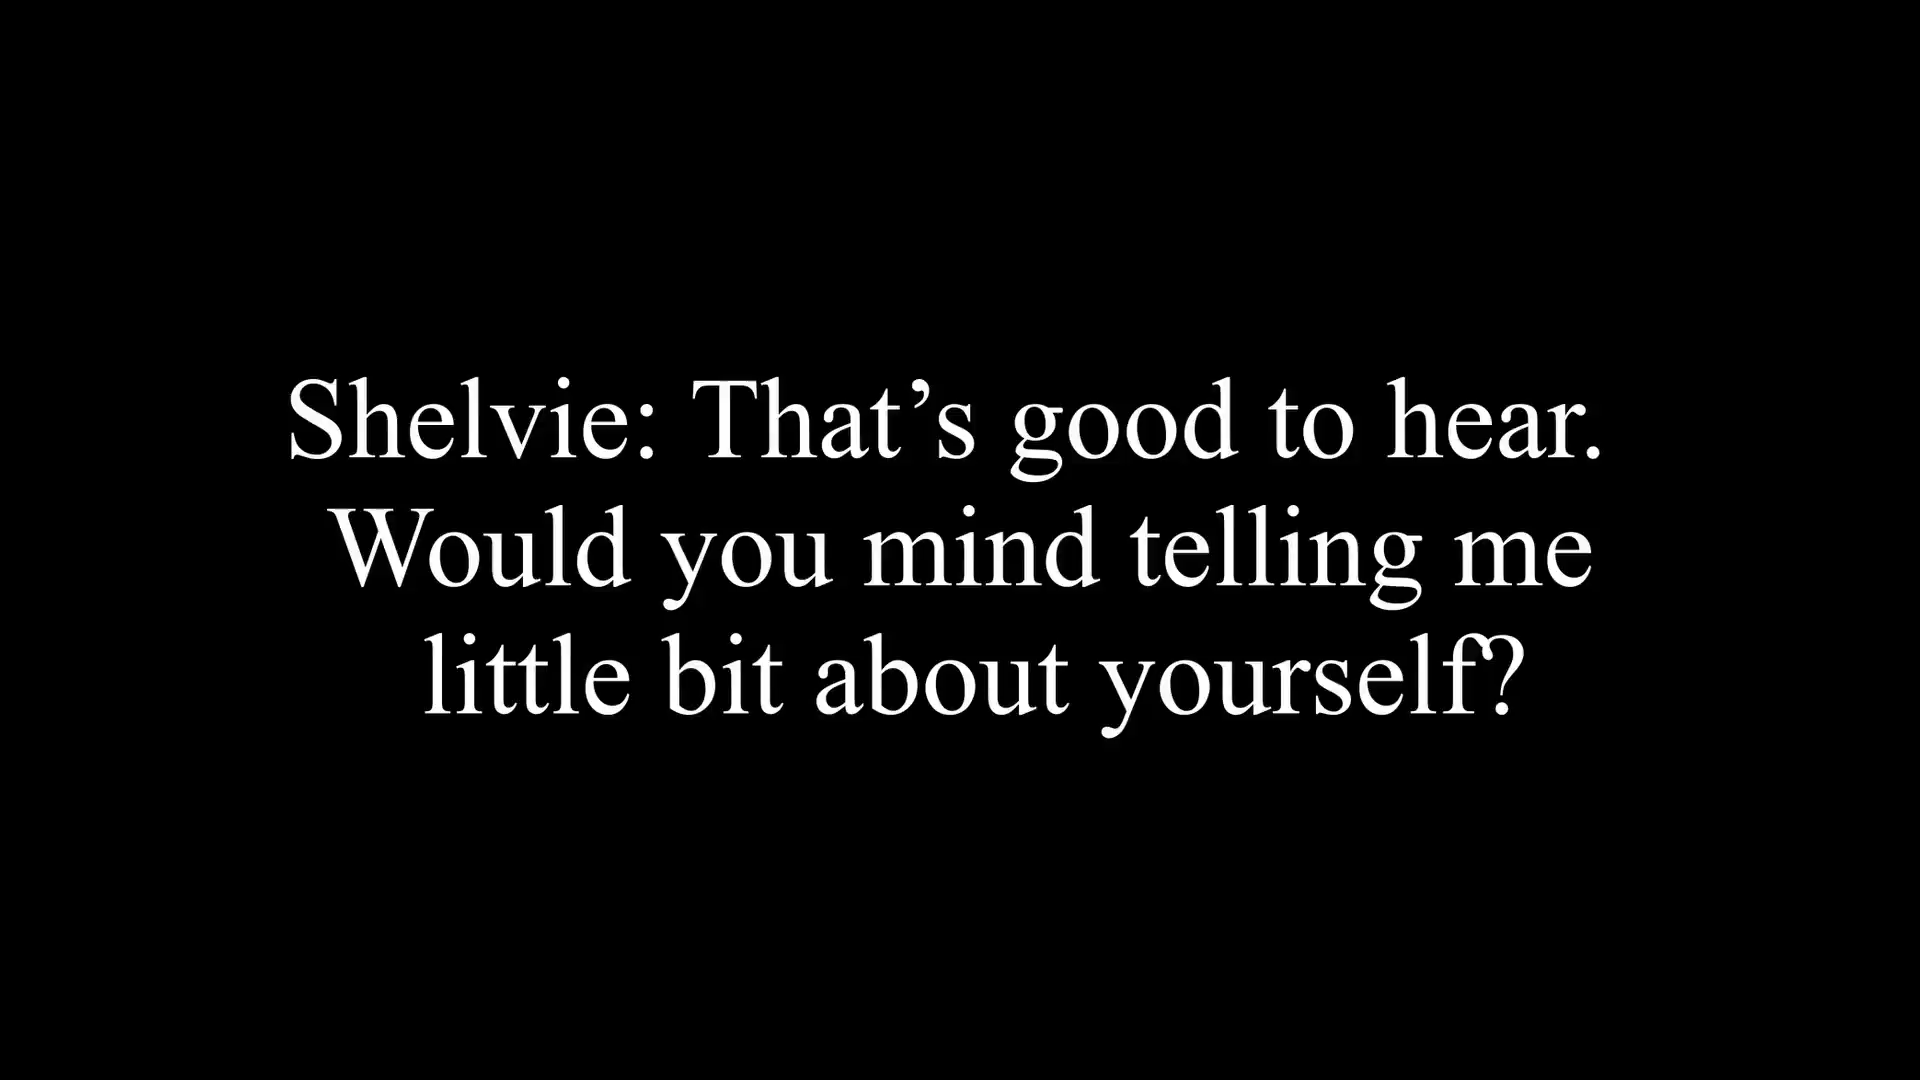 Shelvie: That’s good to hear.
Would you mind telling me
little bit about yourself?